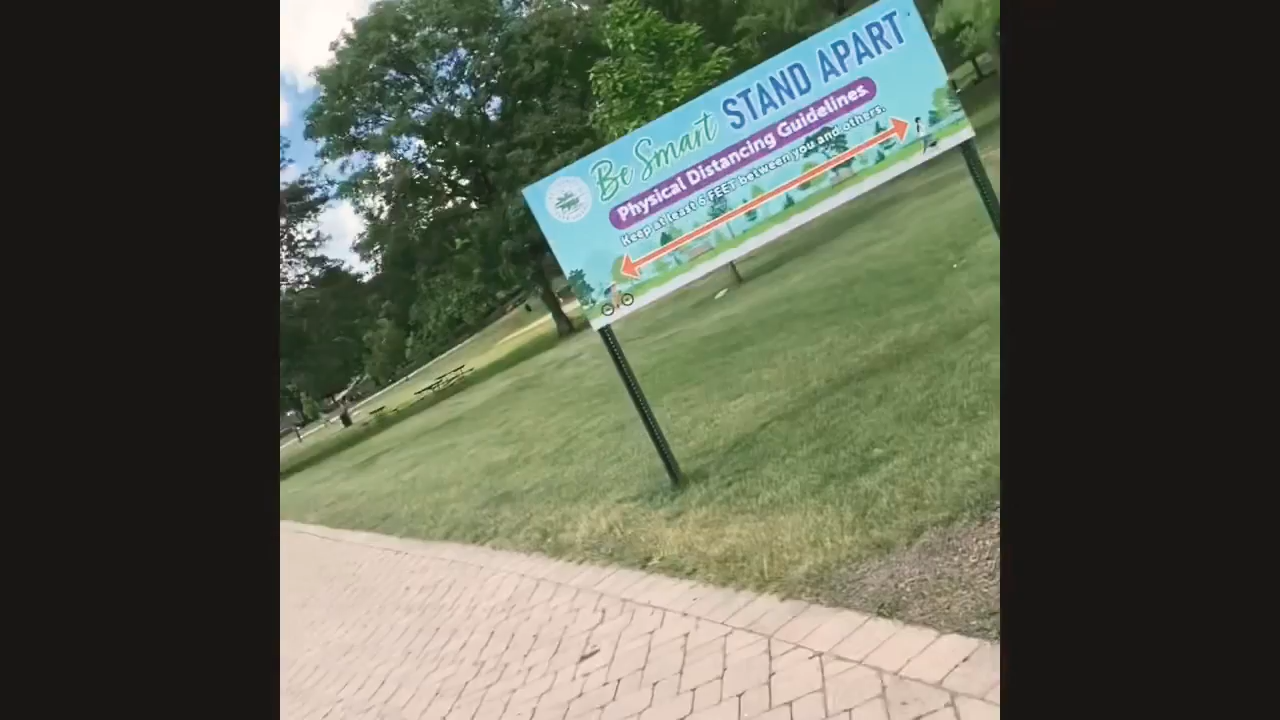 Be Smart STAND APART
Physical Distancing Guidelines
Keep at least 6 FEET between you and others.